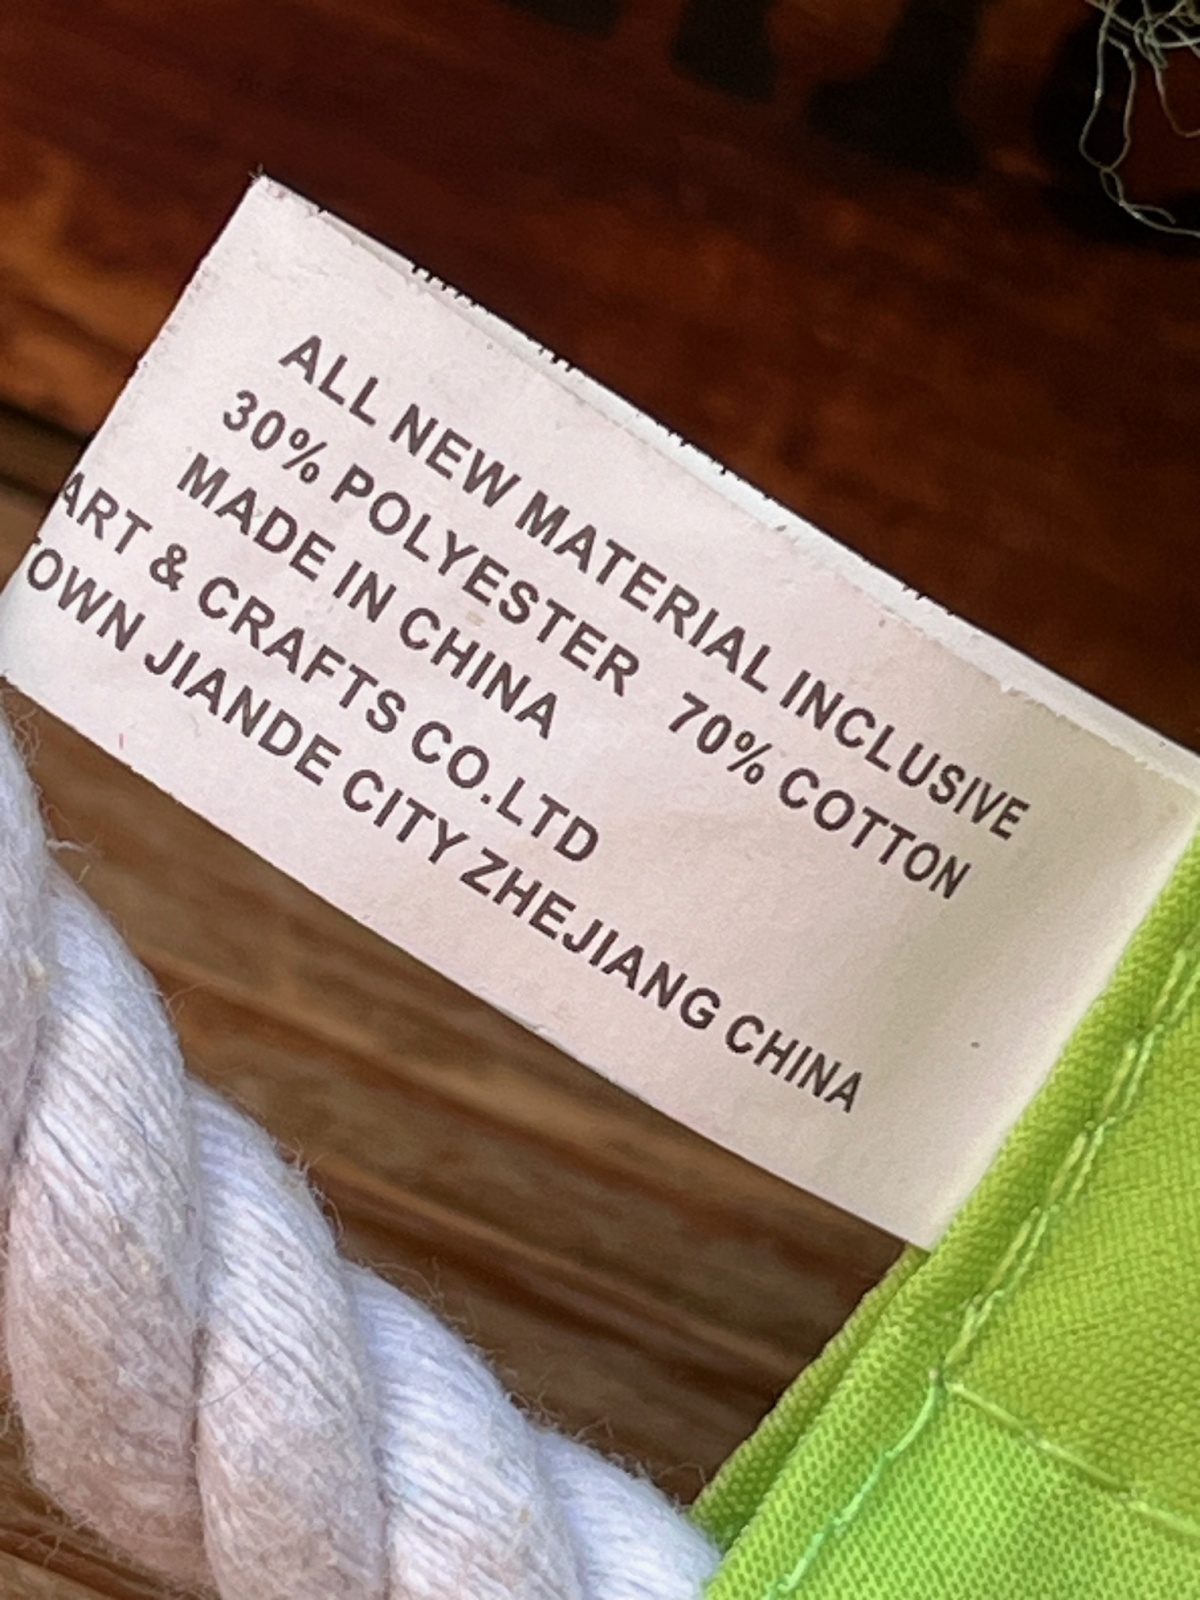 ALL NEW MATERIAL INCLUSIVE
30% POLYESTER 70% COTTON
MADE IN CHINA
ART & CRAFTS CO.LTD
TOWN JIANDE CITY ZHEJIANG CHINA